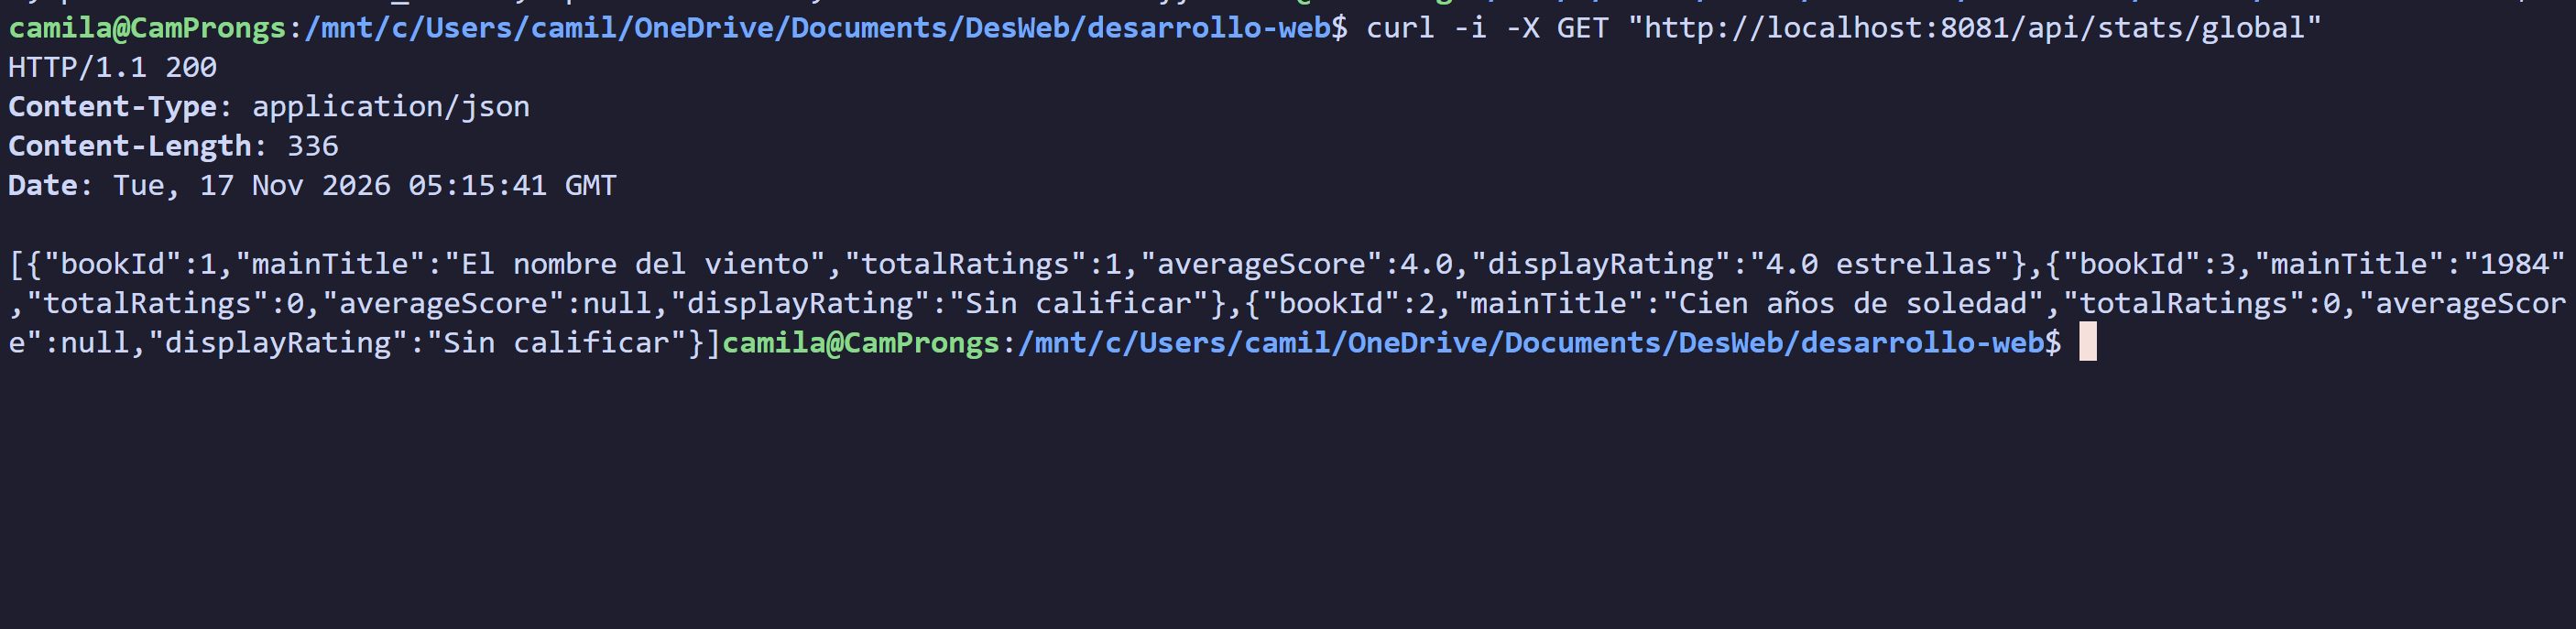 camila@CamProngs:/mnt/c/Users/camil/OneDrive/Documents/DesWeb/desarrollo-web$ curl -i -X GET "http://localhost:8081/api/stats/global"
HTTP/1.1 200
Content-Type: application/json
Content-Length: 336
Date: Tue, 17 Nov 2026 05:15:41 GMT

[{"bookId":1,"mainTitle":"El nombre del viento","totalRatings":1,"averageScore":4.0,"displayRating":"4.0 estrellas"},{"bookId":3,"mainTitle":"1984"
,"totalRatings":0,"averageScore":null,"displayRating":"Sin calificar"},{"bookId":2,"mainTitle":"Cien años de soledad","totalRatings":0,"averageScor
e":null,"displayRating":"Sin calificar"}]camila@CamProngs:/mnt/c/Users/camil/OneDrive/Documents/DesWeb/desarrollo-web$